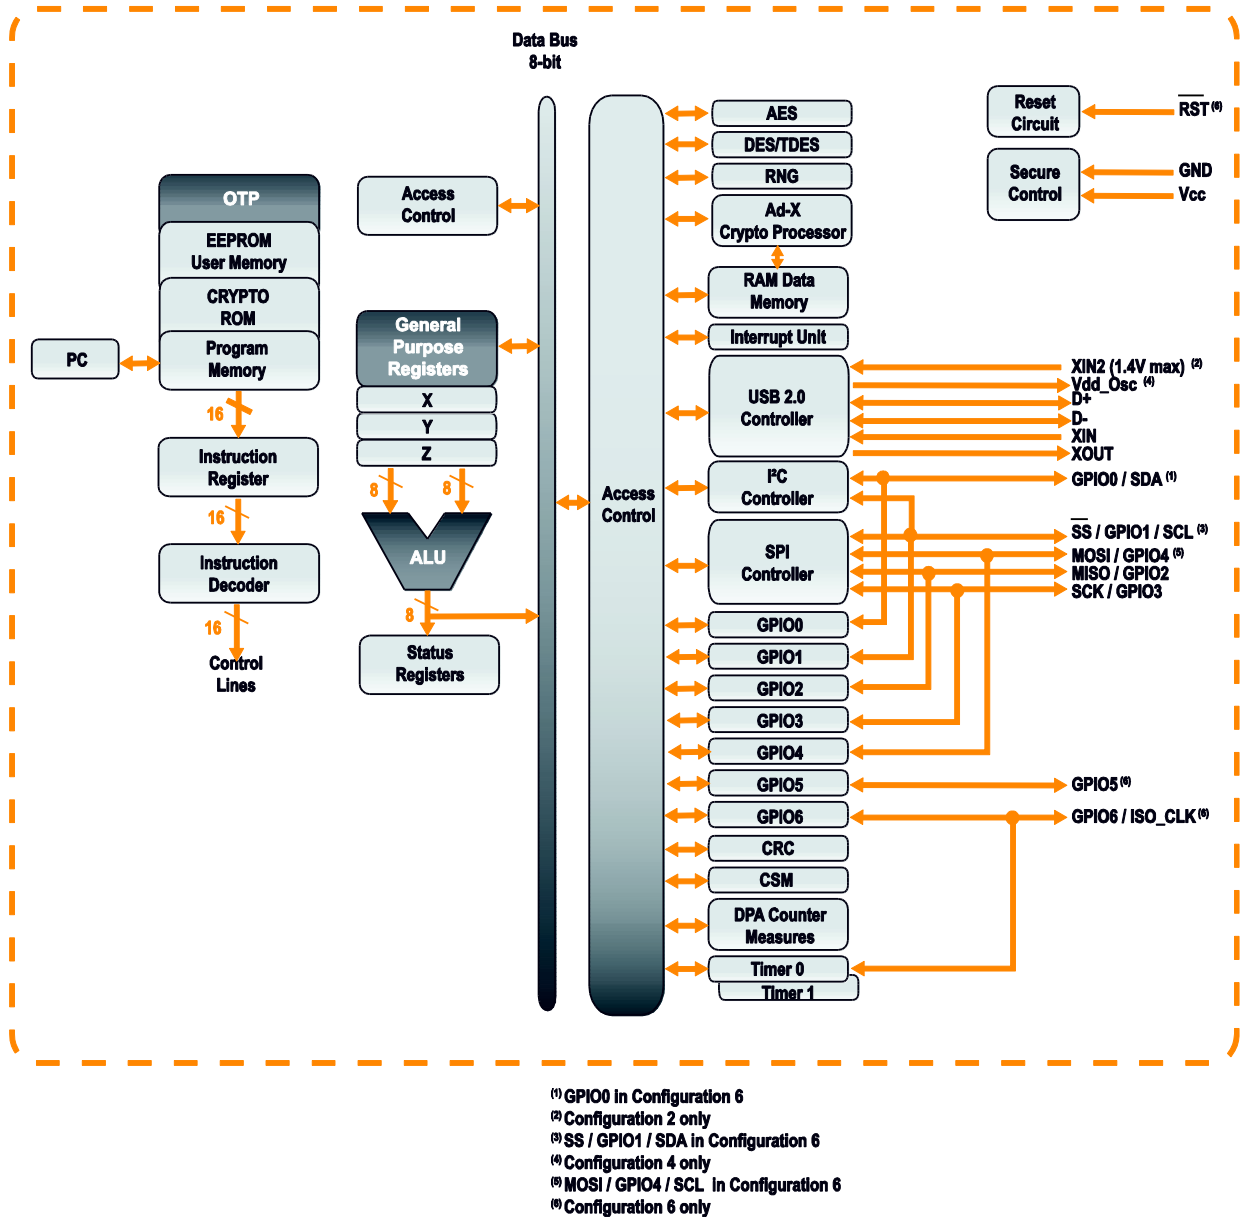 Data Bus
8-bit
OTP
EEPROM
User Memory
CRYPTO
ROM
Program
Memory
PC
16
Instruction
Register
16
Instruction
Decoder
16
Control
Lines
Access
Control
General
Purpose
Registers
X
Y
Z
8
8
ALU
8
Status
Registers
Access
Control
AES
DES/TDES
RNG
Ad-X
Crypto Processor
RAM Data
Memory
Interrupt Unit
USB 2.0
Controller
I²C
Controller
SPI
Controller
GPIO0
GPIO1
GPIO2
GPIO3
GPIO4
GPIO5
GPIO6
CRC
CSM
DPA Counter
Measures
Timer 0
Timer 1
Reset
Circuit
Secure
Control
RST (6)
GND
Vcc
XIN2 (1.4V max) (2)
Vdd_Osc (4)
D+
D-
XIN
XOUT
GPIO0 / SDA (1)
SS / GPIO1 / SCL (3)
MOSI / GPIO4 (5)
MISO / GPIO2
SCK / GPIO3
GPIO5 (6)
GPIO6 / ISO_CLK (6)
(1) GPIO0 in Configuration 6
(2) Configuration 2 only
(3) SS / GPIO1 / SDA in Configuration 6
(4) Configuration 4 only
(5) MOSI / GPIO4 / SCL in Configuration 6
(6) Configuration 6 only